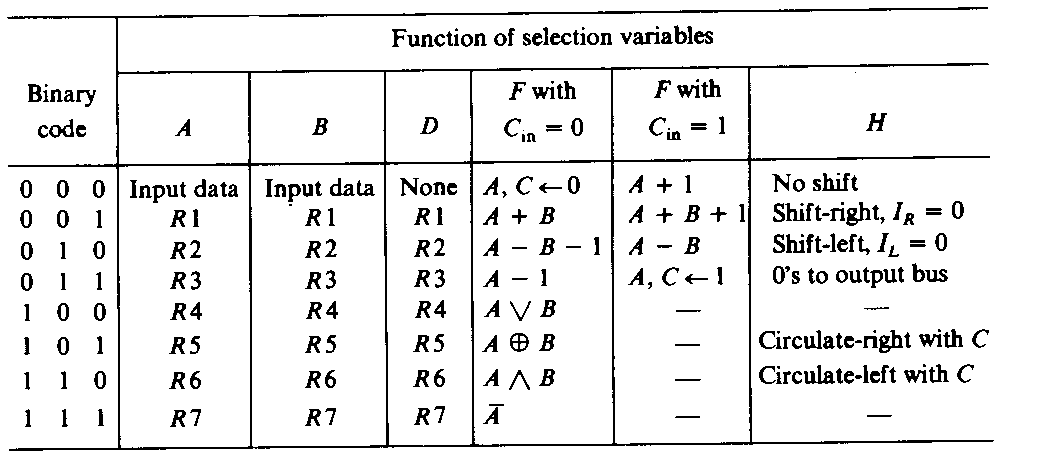 Function of selection variables
Binary code A B D F with C_in = 0 F with C_in = 1 H
0 0 0 Input data Input data None A, C ← 0 A + 1 No shift
0 0 1 R1 R1 R1 A + B A + B + 1 Shift-right, I_R = 0
0 1 0 R2 R2 R2 A − B − 1 A − B Shift-left, I_L = 0
0 1 1 R3 R3 R3 A − 1 A, C ← 1 0's to output bus
1 0 0 R4 R4 R4 A ∨ B — —
1 0 1 R5 R5 R5 A ⊕ B — Circulate-right with C
1 1 0 R6 R6 R6 A ∧ B — Circulate-left with C
1 1 1 R7 R7 R7 A̅ — —